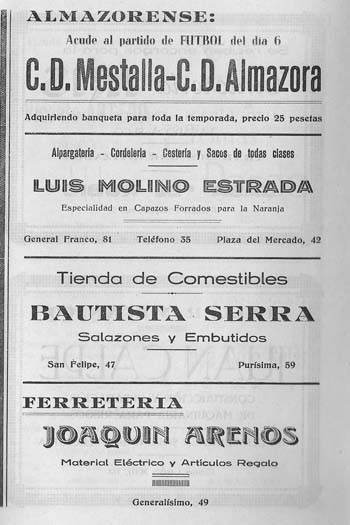 ALMAZORENSE:
Acude al partido de FUTBOL del dia 6
C.D. Mestalla-C.D. Almazora
Adquiriendo banqueta para toda la temporada, precio 25 pesetas
Alpargateria - Cordeleria - Cestería y Sacos de todas clases
LUIS MOLINO ESTRADA
Especialidad en Capazos Forrados para la Naranja
General Franco, 81 Teléfono 35 Plaza del Mercado, 42
Tienda de Comestibles
BAUTISTA SERRA
Salazones y Embutidos
San Felipe, 47 Purísima, 59
FERRETERIA
JOAQUIN ARENOS
Material Eléctrico y Articulos Regalo
Generalísimo, 49